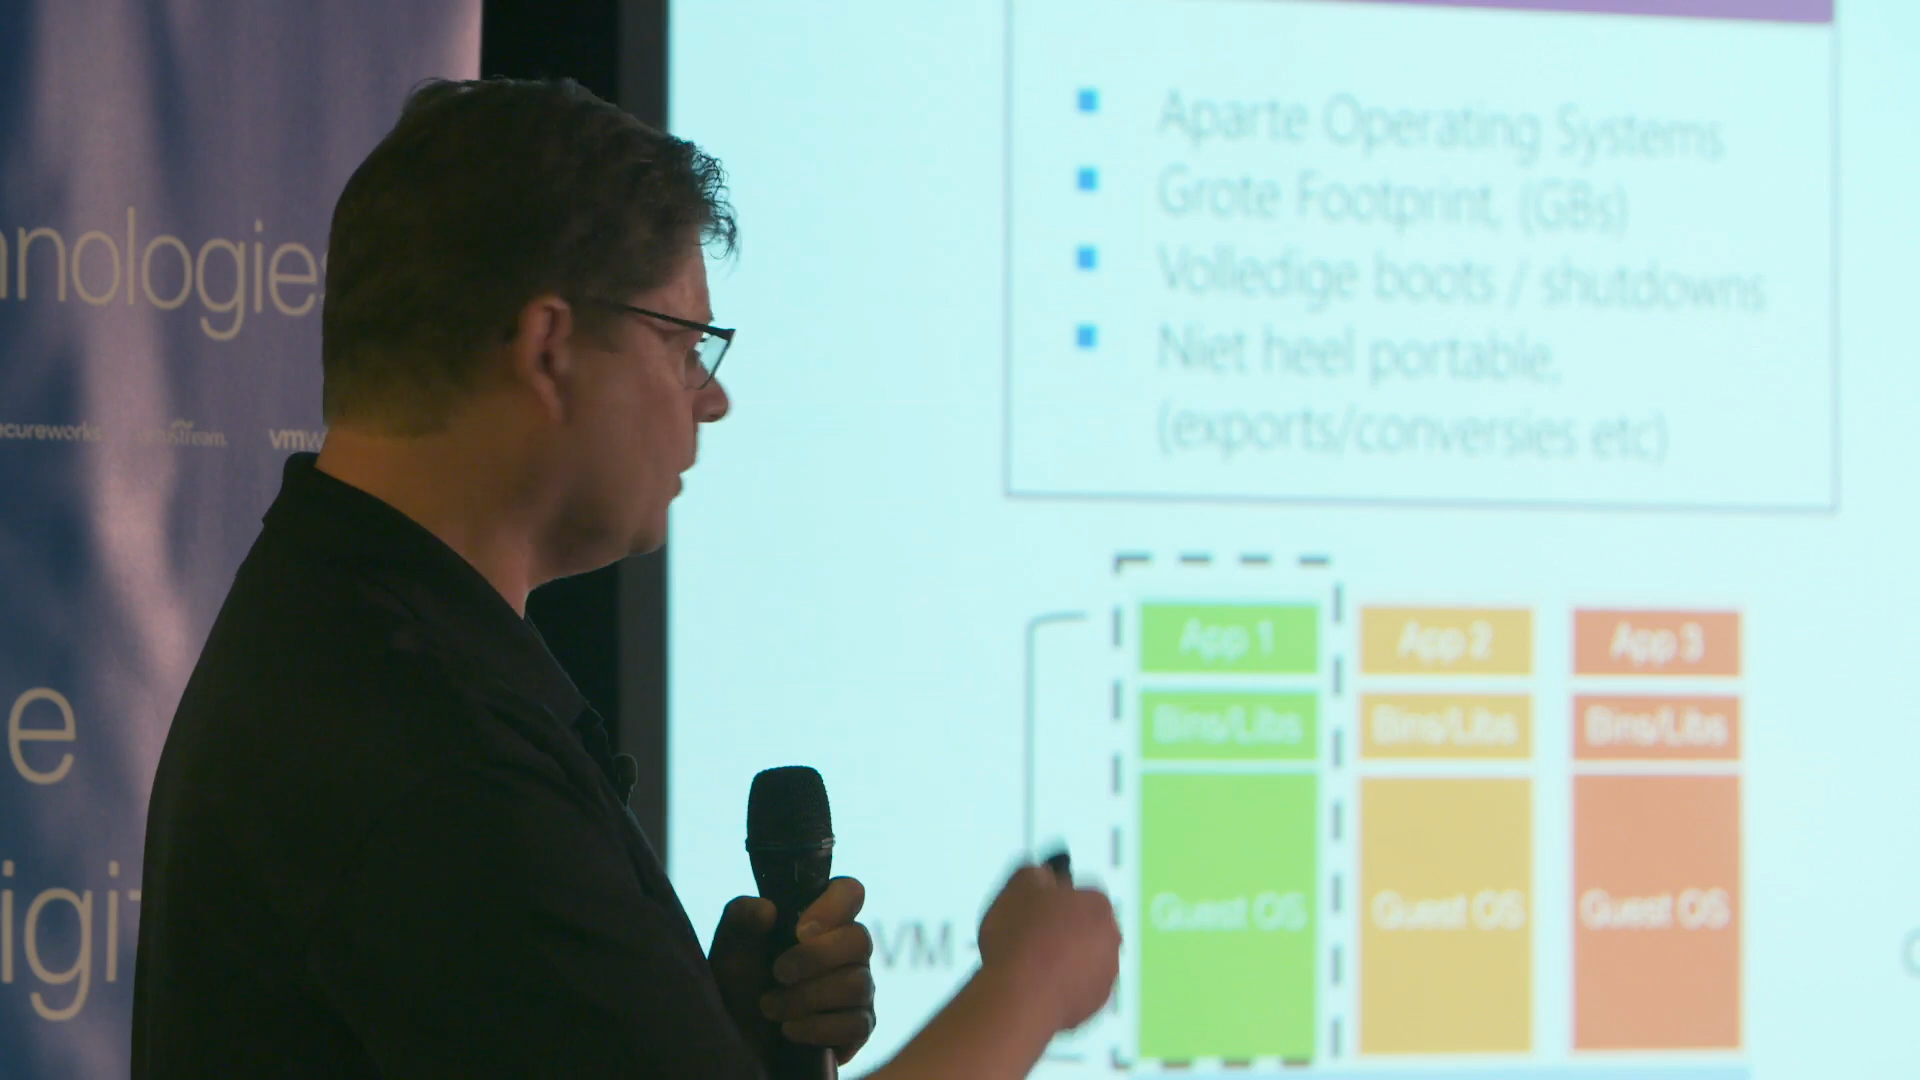 hnologies
ecureworks
vmw
e
igit
Aparte Operating Systems
Grote Footprint, (GBs)
Volledige boots / shutdowns
Niet heel portable,
(exports/conversies etc)
App 1 App 2 App 3
Bins/Libs Bins/Libs Bins/Libs
VM Guest OS Guest OS Guest OS